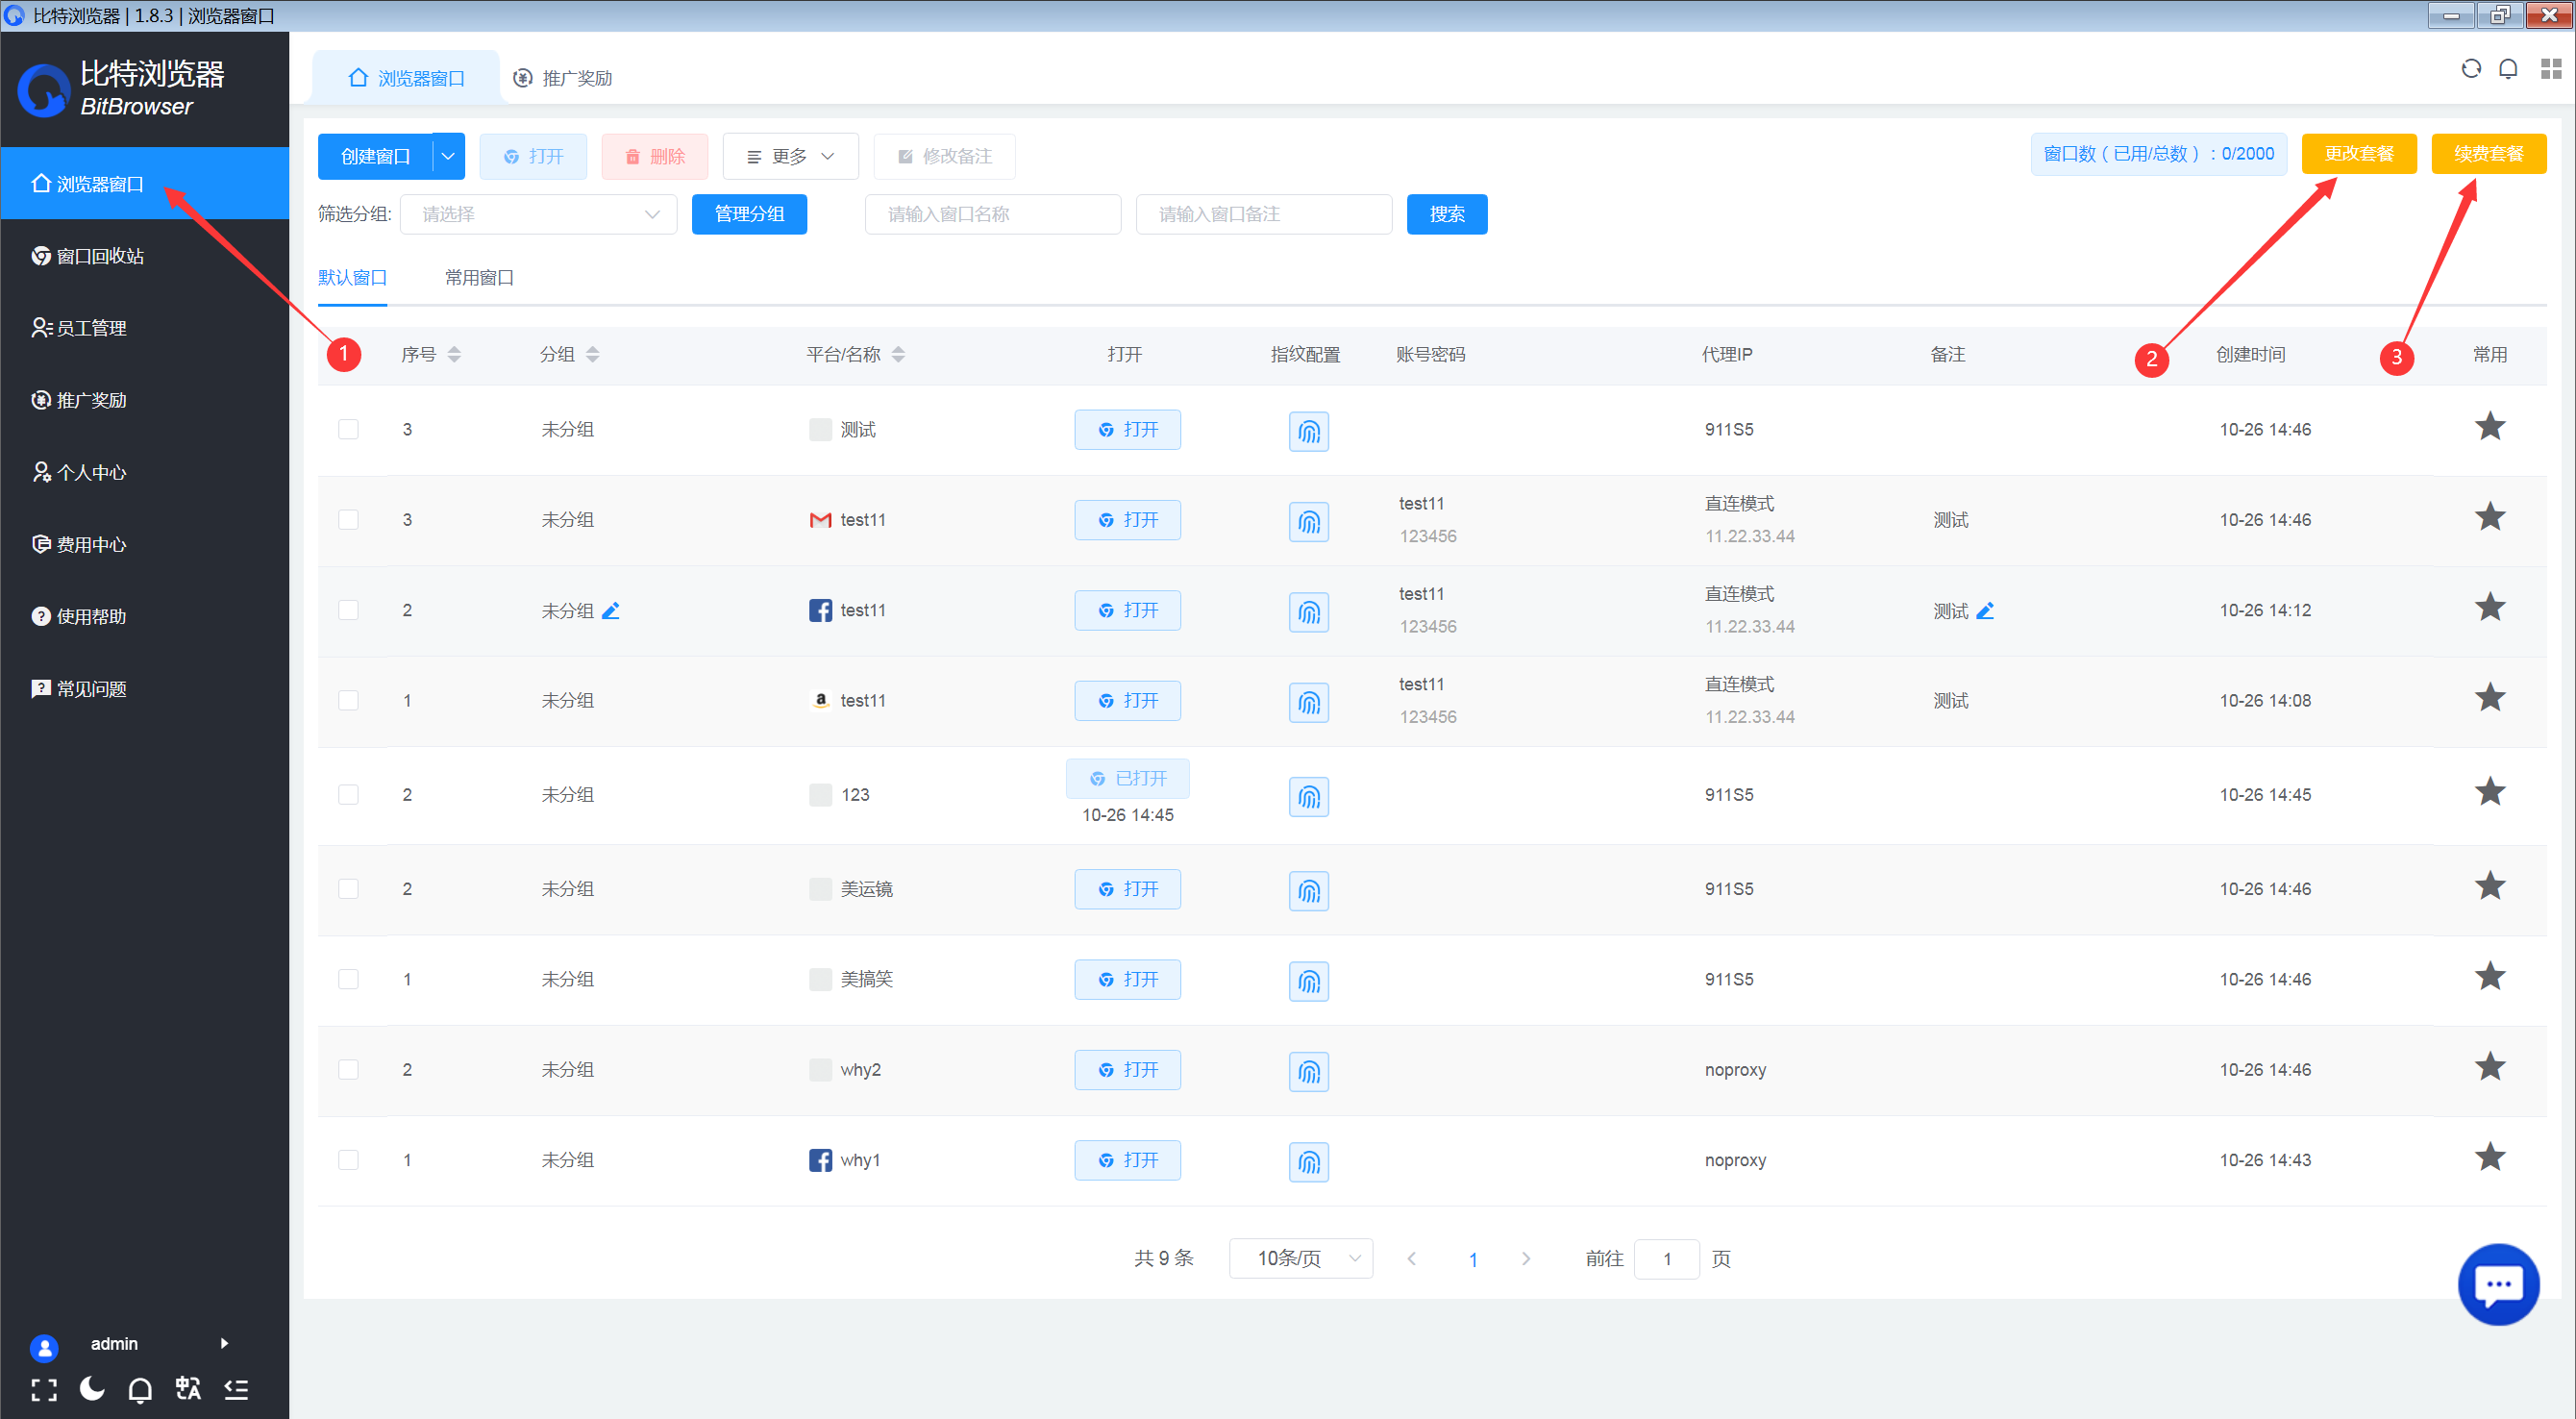 比特浏览器 | 1.8.3 | 浏览器窗口
比特浏览器
BitBrowser
浏览器窗口
窗口回收站
员工管理
推广奖励
个人中心
费用中心
使用帮助
常见问题
admin
浏览器窗口 推广奖励
创建窗口 打开 删除 更多 修改备注 窗口数（已用/总数）：0/2000 更改套餐 续费套餐
筛选分组: 请选择 管理分组 请输入窗口名称 请输入窗口备注 搜索
默认窗口 常用窗口
1 序号 分组 平台/名称 打开 指纹配置 账号密码 代理IP 备注 2 创建时间 3 常用
3 未分组 测试 打开 911S5 10-26 14:46
3 未分组 test11 打开 test11 直连模式 测试 10-26 14:46
123456 11.22.33.44
2 未分组 test11 打开 test11 直连模式 测试 10-26 14:12
123456 11.22.33.44
1 未分组 test11 打开 test11 直连模式 测试 10-26 14:08
123456 11.22.33.44
2 未分组 123 已打开 911S5 10-26 14:45
10-26 14:45
2 未分组 美运镜 打开 911S5 10-26 14:46
1 未分组 美搞笑 打开 911S5 10-26 14:46
2 未分组 why2 打开 noproxy 10-26 14:46
1 未分组 why1 打开 noproxy 10-26 14:43
共 9 条 10条/页 1 前往 1 页